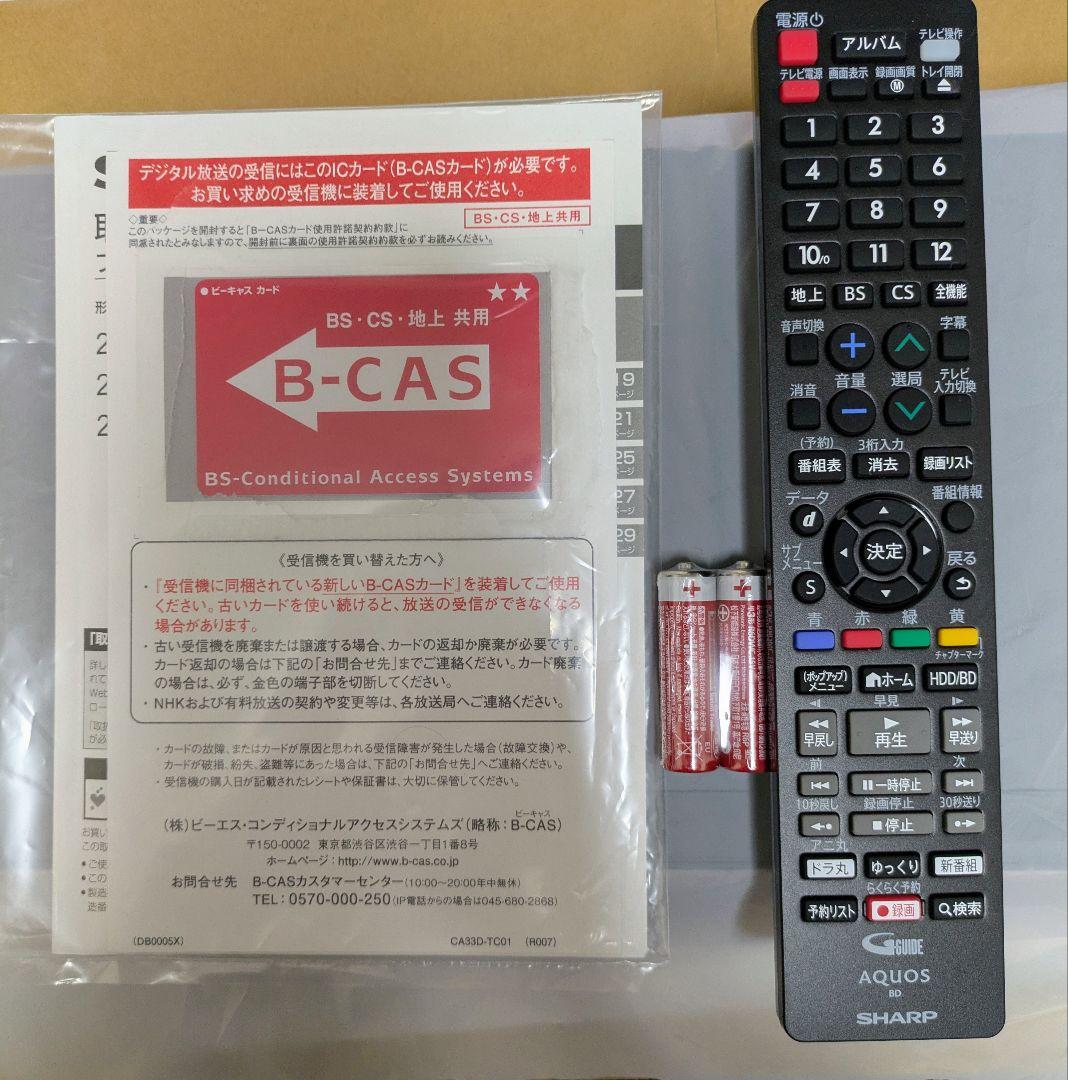 デジタル放送の受信にはこのICカード(B-CASカード)が必要です。
お買い求めの受信機に装着してご使用ください。
◇重要◇
BS・CS・地上共用
このパッケージを開封すると「B-CASカード使用許諾契約約款」に
同意されたとみなしますので、開封前に裏面の使用許諾契約約款を必ずお読みください。
●ビーキャス カード
★★
BS・CS・地上 共用
B-CAS
BS-Conditional Access Systems
《受信機を買い替えた方へ》
・『受信機に同梱されている新しいB-CASカード』を装着してご使用
ください。古いカードを使い続けると、放送の受信ができなくなる
場合があります。
・古い受信機を廃棄または譲渡する場合、カードの返却か廃棄が必要です。
カード返却の場合は下記の「お問合せ先」までご連絡ください。カード廃棄
の場合は、必ず、金色の端子部を切断してください。
・NHKおよび有料放送の契約や変更等は、各放送局へご連絡ください。
・カードの故障、またはカードが原因と思われる受信障害が発生した場合(故障交換)や、
カードが破損、紛失、盗難等にあった場合は、下記の「お問合せ先」へご連絡ください。
・受信機の購入日が記載されたレシートや保証書は、大切に保管してください。
ビーキャス
(株)ビーエス・コンディショナルアクセスシステムズ(略称:B-CAS)
〒150-0002 東京都渋谷区渋谷一丁目1番8号
ホームページ:http://www.b-cas.co.jp
お問合せ先 B-CASカスタマーセンター(10:00~20:00年中無休)
TEL:0570-000-250(IP電話からの場合は045-680-2868)
(DB0005X) CA33D-TC01 (R007)
19
ページ
21
ページ
25
ページ
27
ページ
29
ページ
電源
アルバム
テレビ操作
テレビ電源 画面表示 録画画質 トレイ開閉
M
1 2 3
4 5 6
7 8 9
10/0 11 12
地上 BS CS 全機能
音声切換 字幕
+
消音 音量 選局 テレビ
入力切換
(予約) 3桁入力
番組表 消去 録画リスト
データ 番組情報
d
決定
サブ
メニュー
戻る
S
青 赤 緑 黄
チャプターマーク
(ポップアップ)
メニュー
ホーム HDD/BD
早見
早戻し 再生 早送り
前 次
一時停止
10秒戻し 録画停止 30秒送り
停止
アニ丸
ドラ丸 ゆっくり 新番組
らくらく予約
予約リスト ●録画 検索
G-GUIDE
AQUOS
BD
SHARP